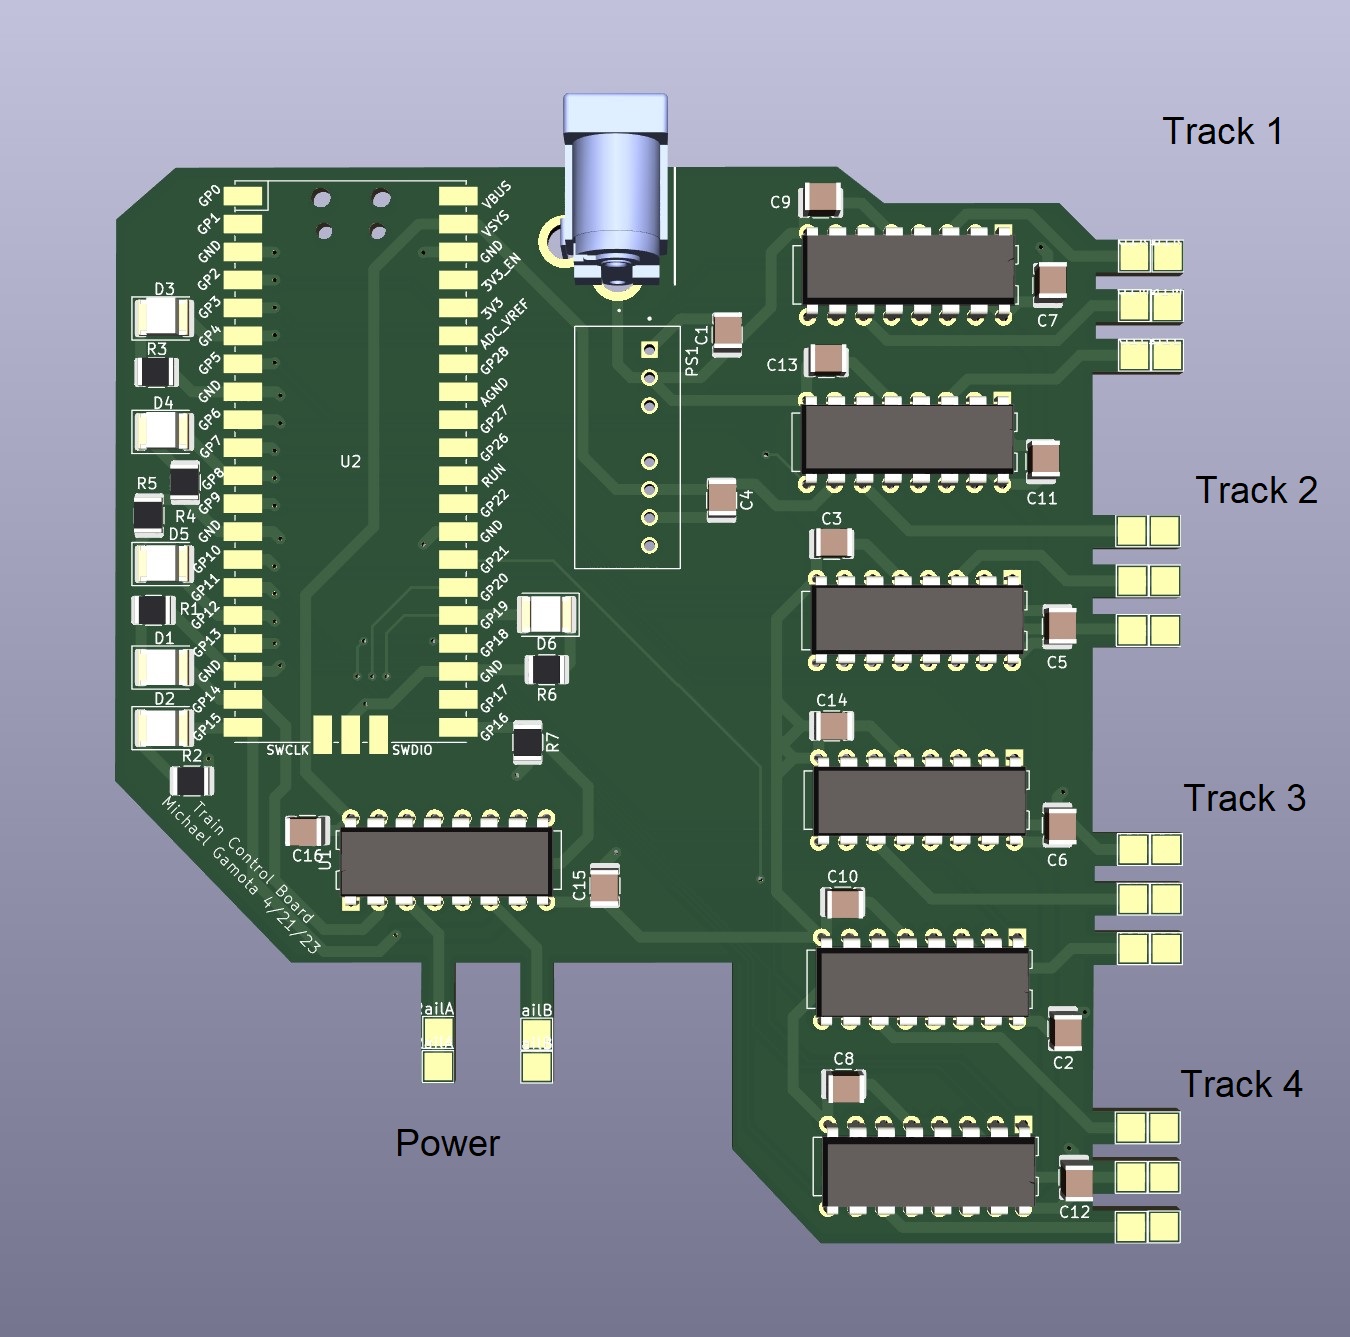 Track 1
Track 2
Track 3
Track 4
Power
GP0
GP1
GND
GP2
GP3
GP4
GP5
GND
GP6
GP7
GP8
GP9
GND
GP10
GP11
GP12
GP13
GND
GP14
GP15
VBUS
VSYS
GND
3V3_EN
3V3
ADC_VREF
GP28
AGND
GP27
GP26
RUN
GP22
GND
GP21
GP20
GP19
GP18
GND
GP17
GP16
SWCLK
SWDIO
U2
D3
R3
D4
R5
R4
D5
R1
D1
D2
R2
D6
R6
R7
PS1
C1
C4
C9
C7
C13
C11
C3
C5
C14
C6
C10
C2
C8
C12
C16
U1
C15
Train Control Board
Michael Gamota 4/21/23
ailB